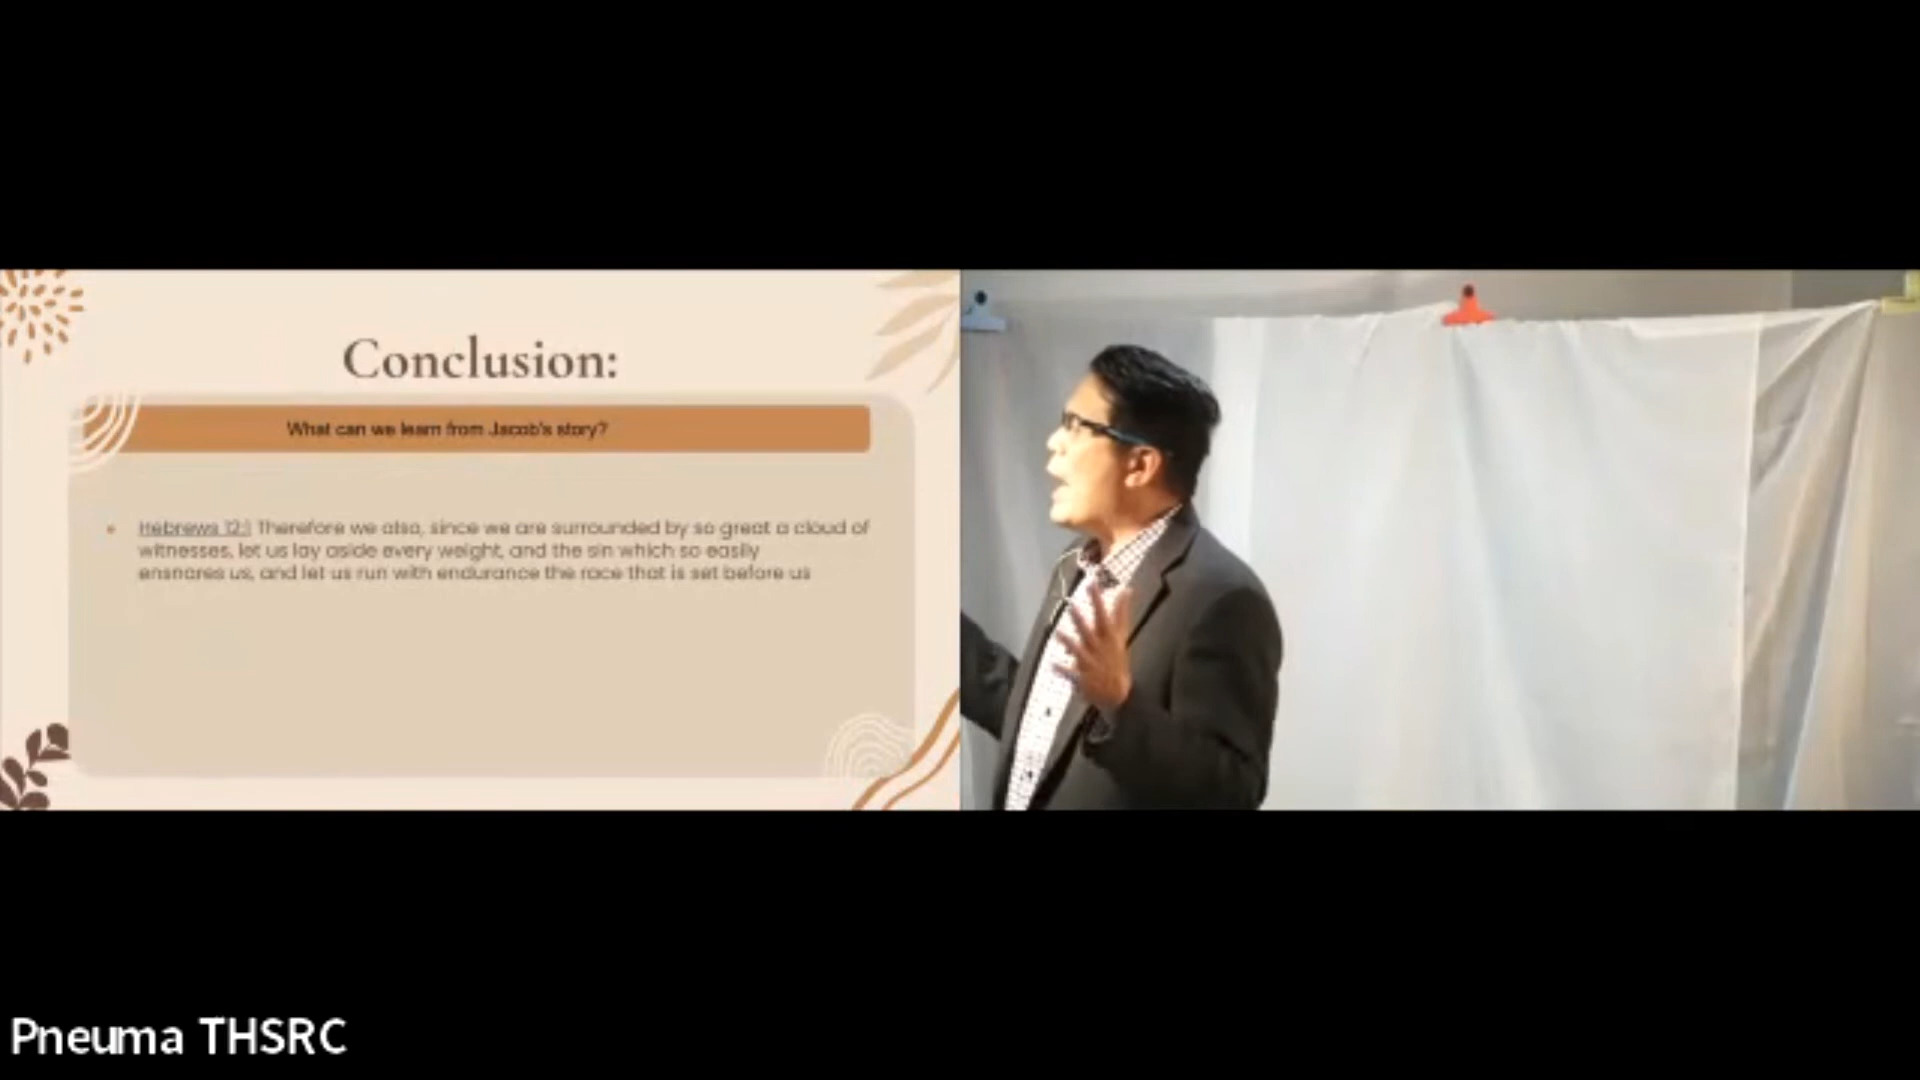 Conclusion:
What can we learn from Jacob's story?
Hebrews 12:1 Therefore we also, since we are surrounded by so great a cloud of
witnesses, let us lay aside every weight, and the sin which so easily
ensnares us, and let us run with endurance the race that is set before us
Pneuma THSRC